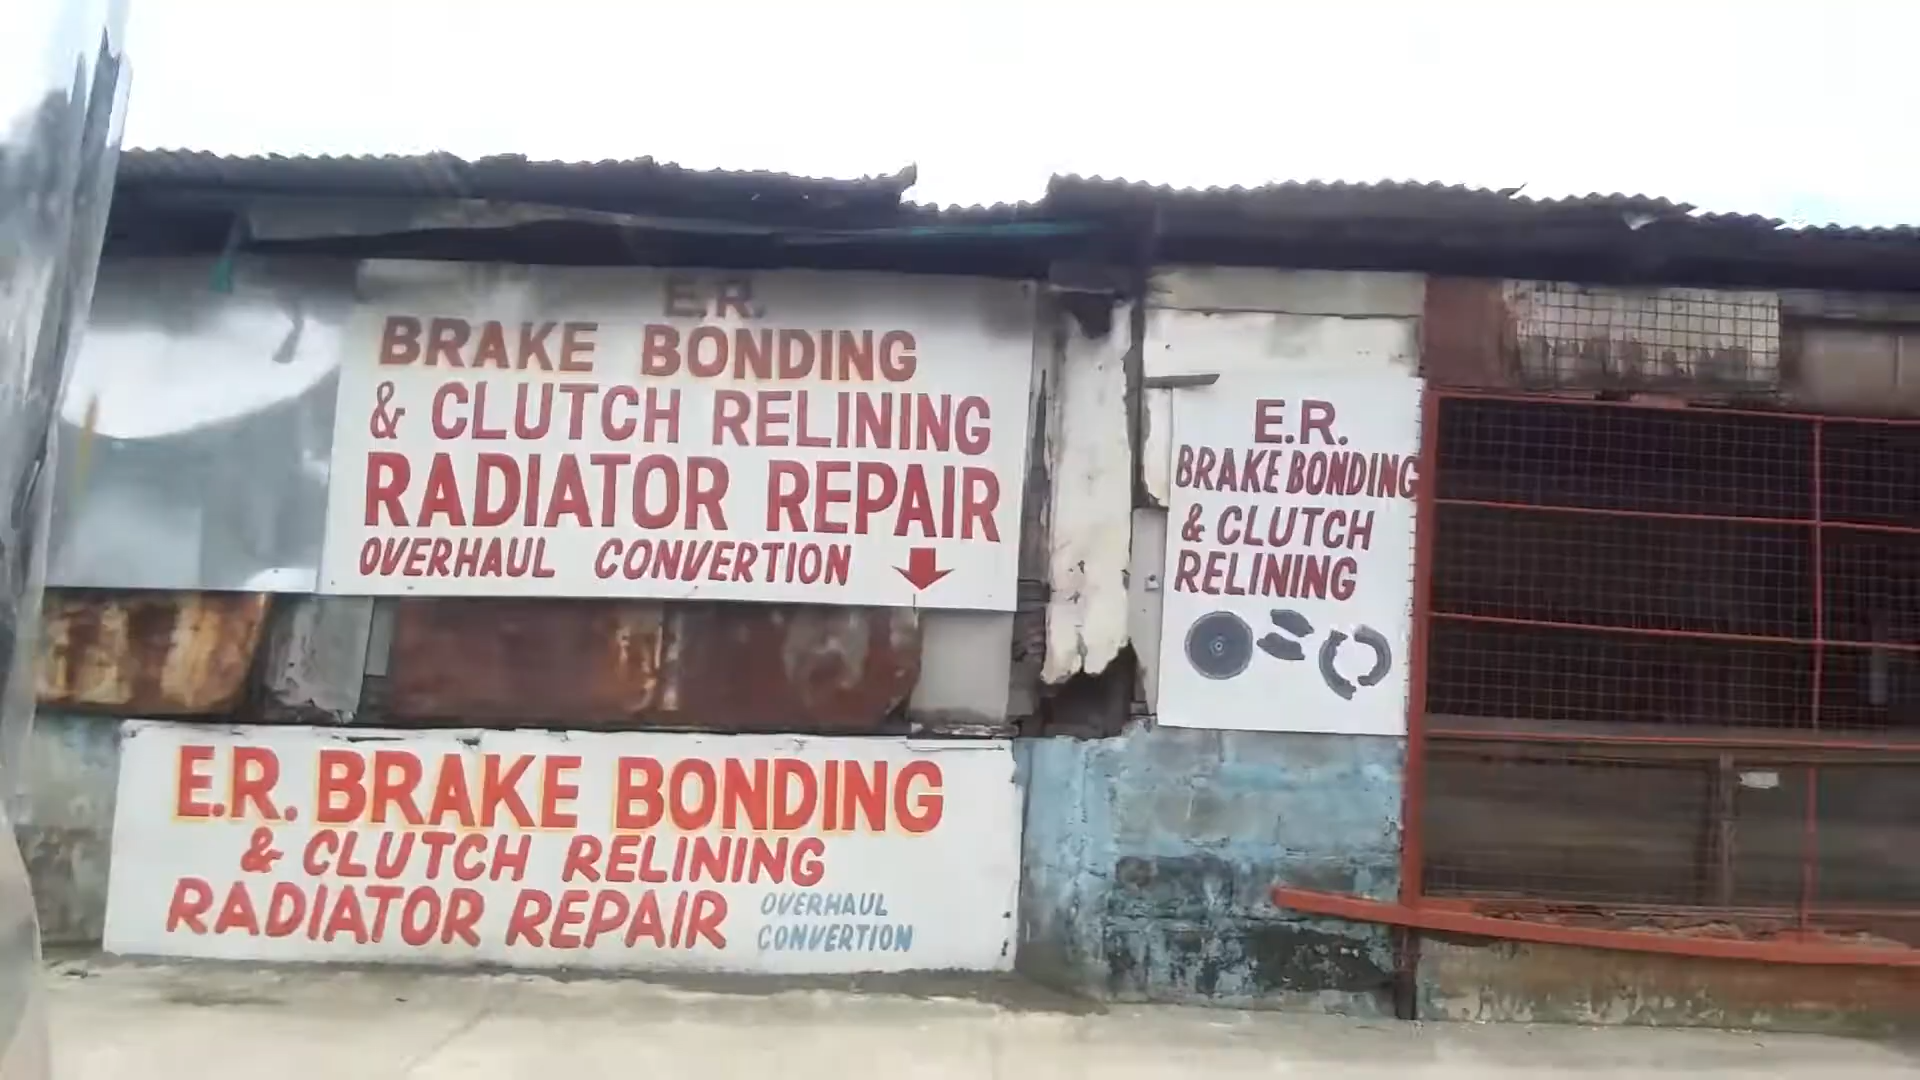 E.R.
BRAKE BONDING
& CLUTCH RELINING
RADIATOR REPAIR
OVERHAUL CONVERTION
E.R.
BRAKE BONDING
& CLUTCH
RELINING
E.R. BRAKE BONDING
& CLUTCH RELINING
RADIATOR REPAIR
OVERHAUL
CONVERTION